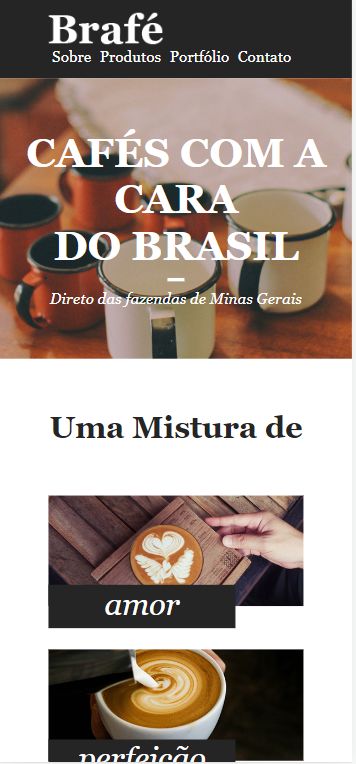 Brafé
Sobre Produtos Portfólio Contato
CAFÉS COM A
CARA
DO BRASIL
Direto das fazendas de Minas Gerais
Uma Mistura de
amor
perfeição